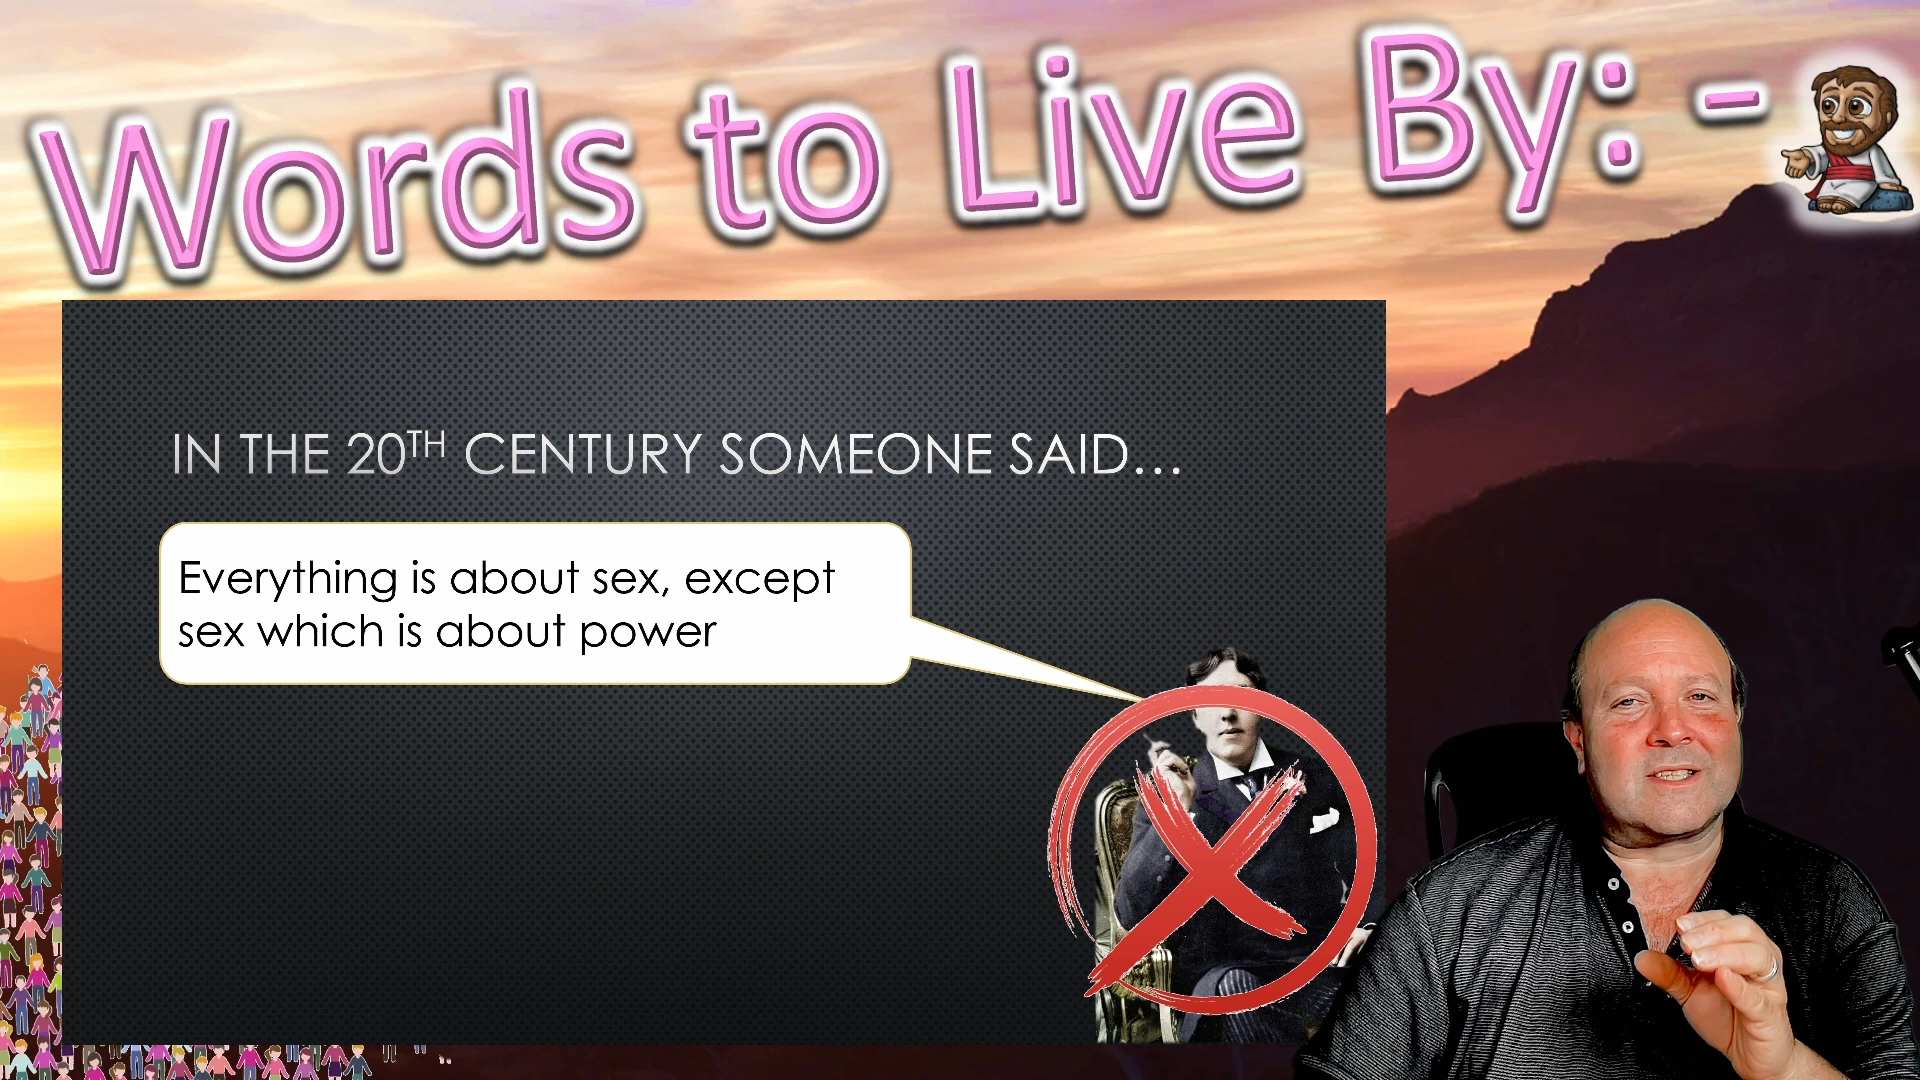 Words to Live By: -
IN THE 20TH CENTURY SOMEONE SAID...
Everything is about sex, except
sex which is about power